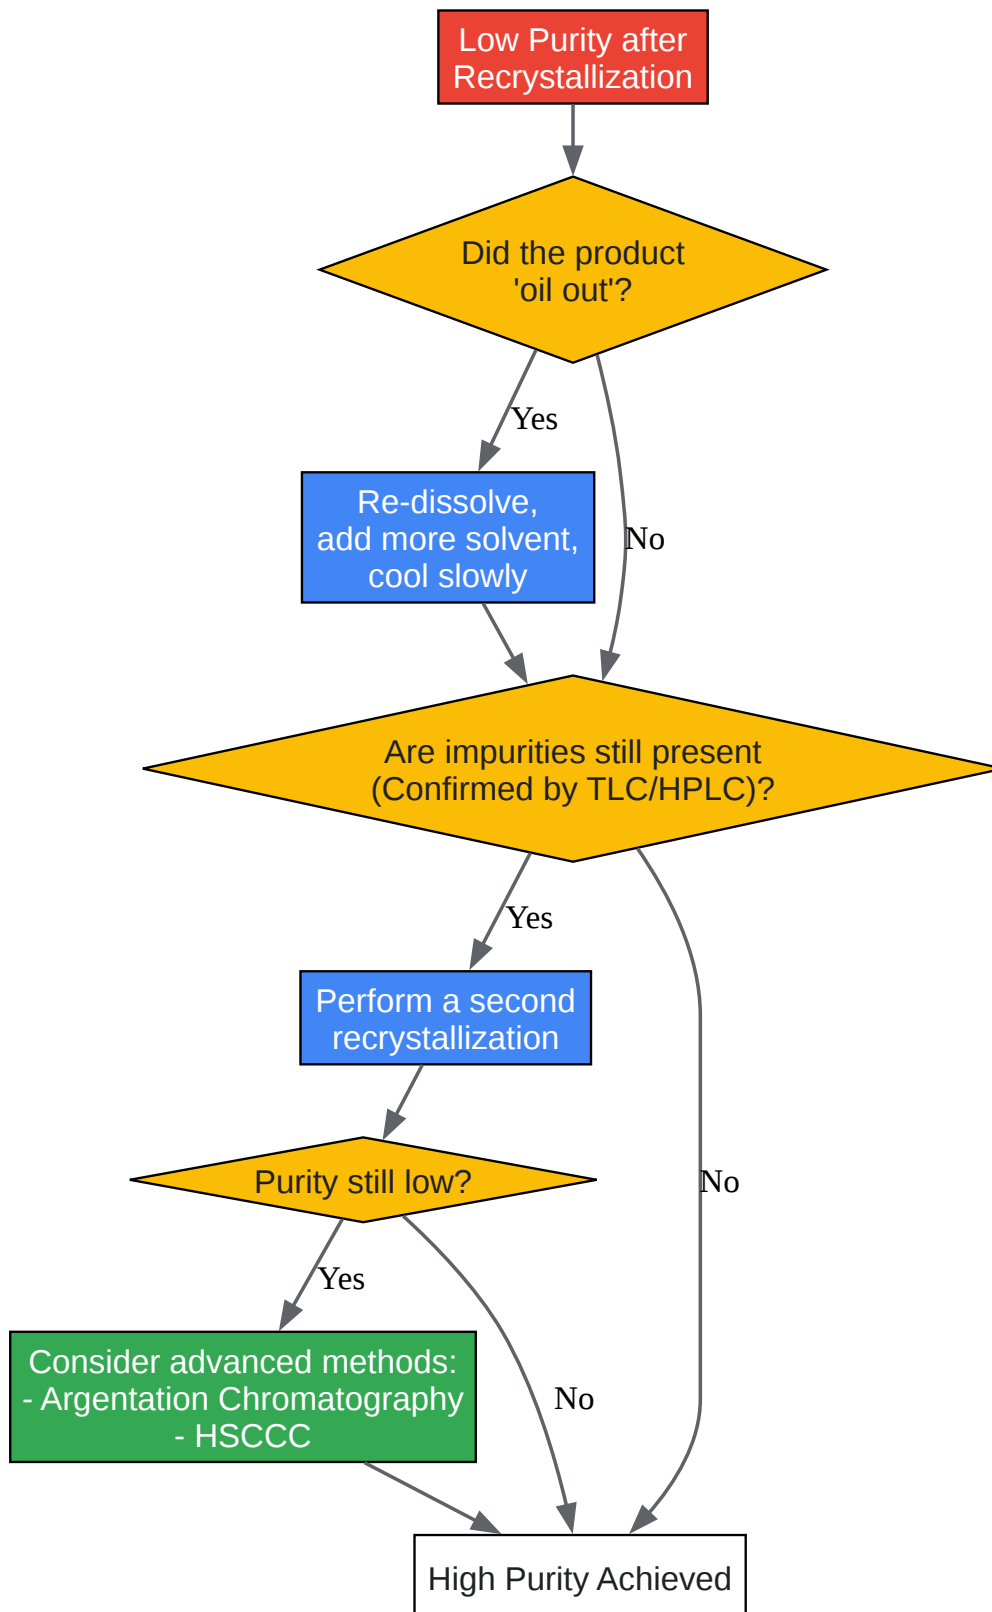 Low Purity after
Recrystallization
Did the product
'oil out'?
Yes
Re-dissolve,
add more solvent,
cool slowly
No
Are impurities still present
(Confirmed by TLC/HPLC)?
Yes
Perform a second
recrystallization
Purity still low?
No
Yes
Consider advanced methods:
- Argentation Chromatography
- HSCCC
No
High Purity Achieved